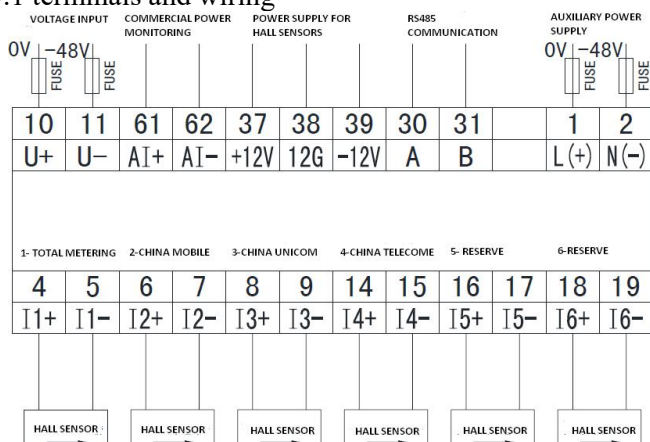 .1 terminals and wiring
VOLTAGE INPUT COMMERCIAL POWER MONITORING POWER SUPPLY FOR HALL SENSORS RS485 COMMUNICATION AUXILIARY POWER SUPPLY
0V -48V 0V -48V
FUSE FUSE FUSE FUSE
10 11 61 62 37 38 39 30 31 1 2
U+ U- AI+ AI- +12V 12G -12V A B L(+) N(-)
1- TOTAL METERING 2-CHINA MOBILE 3-CHINA UNICOM 4-CHINA TELECOME 5- RESERVE 6-RESERVE
4 5 6 7 8 9 14 15 16 17 18 19
I1+ I1- I2+ I2- I3+ I3- I4+ I4- I5+ I5- I6+ I6-
HALL SENSOR HALL SENSOR HALL SENSOR HALL SENSOR HALL SENSOR HALL SENSOR